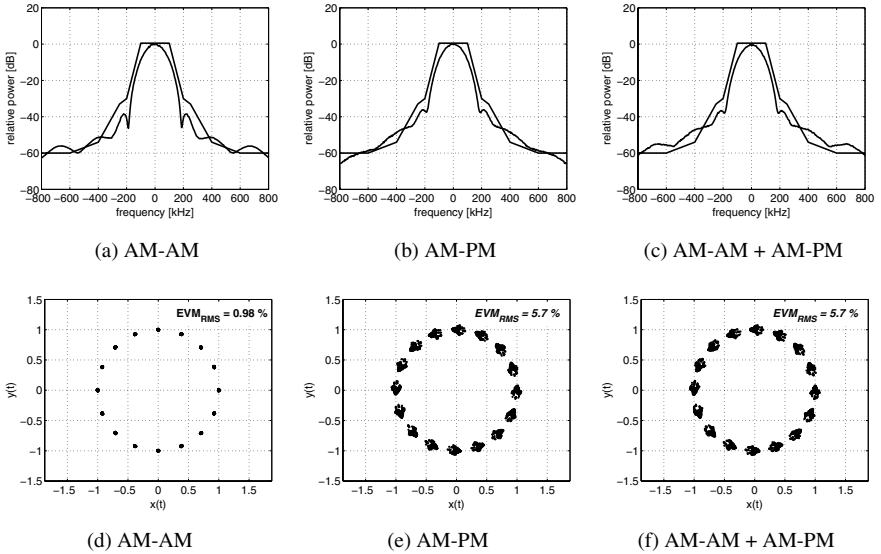 20
0
−20
−40
−60
−80
−800 −600 −400 −200 0 200 400 600 800
relative power [dB]
frequency [kHz]
(a) AM-AM
20
0
−20
−40
−60
−80
−800 −600 −400 −200 0 200 400 600 800
relative power [dB]
frequency [kHz]
(b) AM-PM
20
0
−20
−40
−60
−80
−800 −600 −400 −200 0 200 400 600 800
relative power [dB]
frequency [kHz]
(c) AM-AM + AM-PM
1.5
1
0.5
0
−0.5
−1
−1.5
−1 −0.5 0 0.5 1 1.5
y(t)
x(t)
EVMRMS = 0.98 %
(d) AM-AM
1.5
1
0.5
0
−0.5
−1
−1.5
−1 −0.5 0 0.5 1 1.5
y(t)
x(t)
EVMRMS = 5.7 %
(e) AM-PM
1.5
1
0.5
0
−0.5
−1
−1.5
−1 −0.5 0 0.5 1 1.5
y(t)
x(t)
EVMRMS = 5.7 %
(f) AM-AM + AM-PM